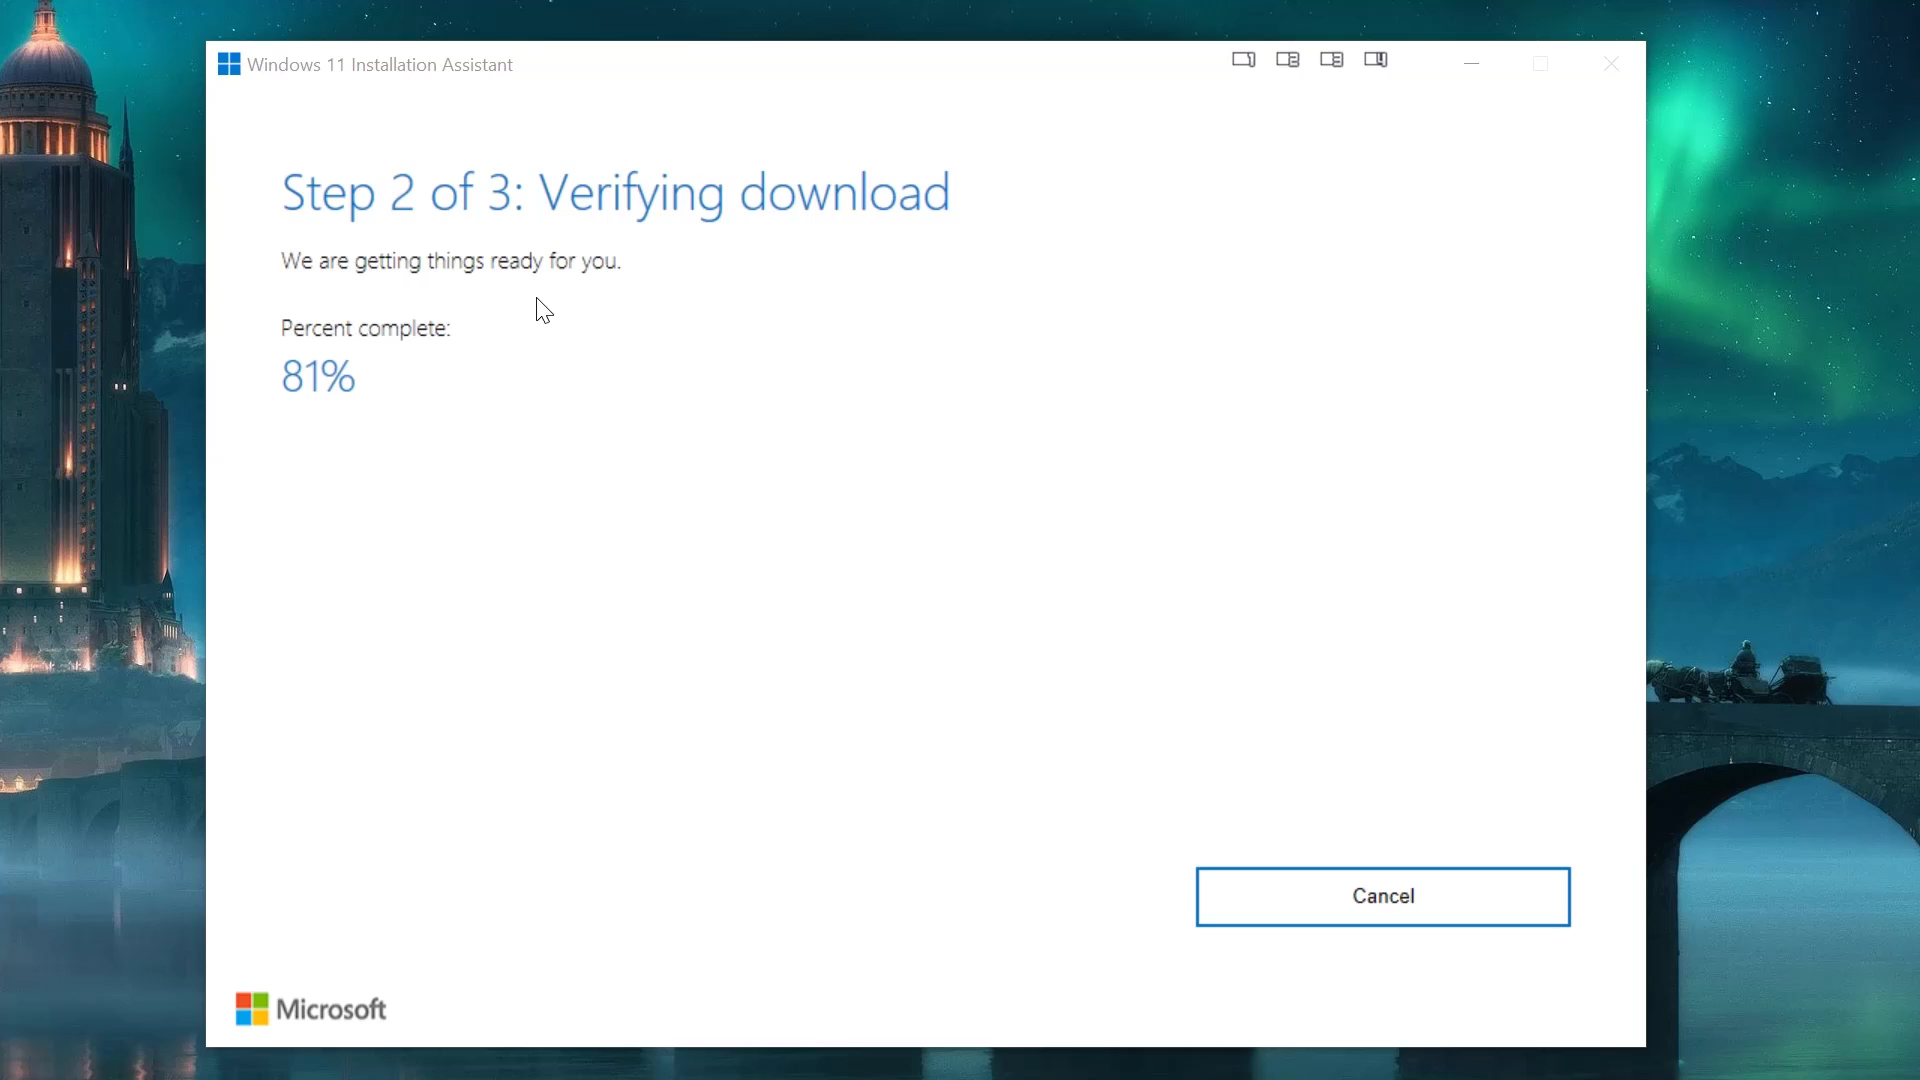 Windows 11 Installation Assistant
Step 2 of 3: Verifying download
We are getting things ready for you.
Percent complete:
81%
Cancel
Microsoft